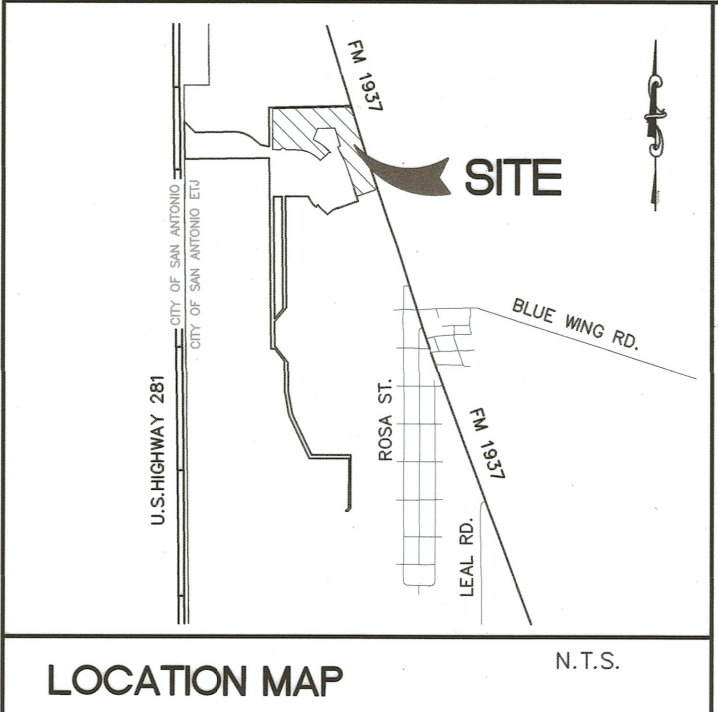 FM 1937
SITE
CITY OF SAN ANTONIO
CITY OF SAN ANTONIO ETJ
BLUE WING RD.
U.S.HIGHWAY 281
ROSA ST.
FM 1937
LEAL RD.
N.T.S.
LOCATION MAP